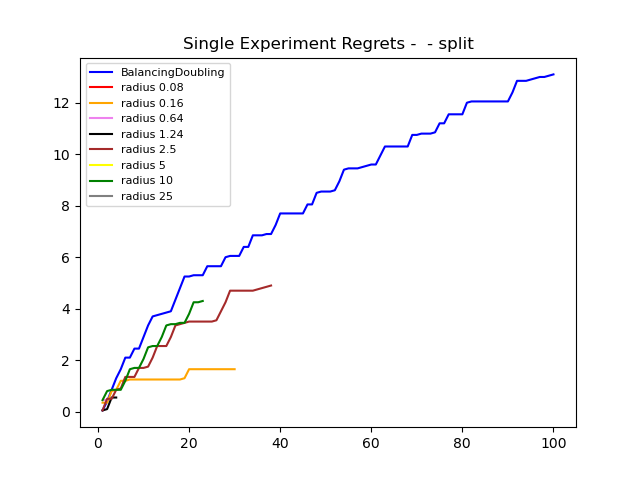 Single Experiment Regrets -  - split
BalancingDoubling
radius 0.08
radius 0.16
radius 0.64
radius 1.24
radius 2.5
radius 5
radius 10
radius 25
12
10
8
6
4
2
0
0 20 40 60 80 100